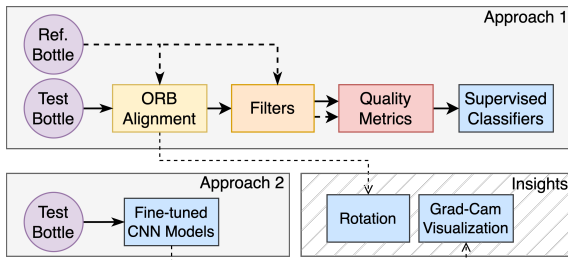 Approach 1
Ref.
Bottle
Test
Bottle
ORB
Alignment
Filters
Quality
Metrics
Supervised
Classifiers
Approach 2
Test
Bottle
Fine-tuned
CNN Models
Insights
Rotation
Grad-Cam
Visualization